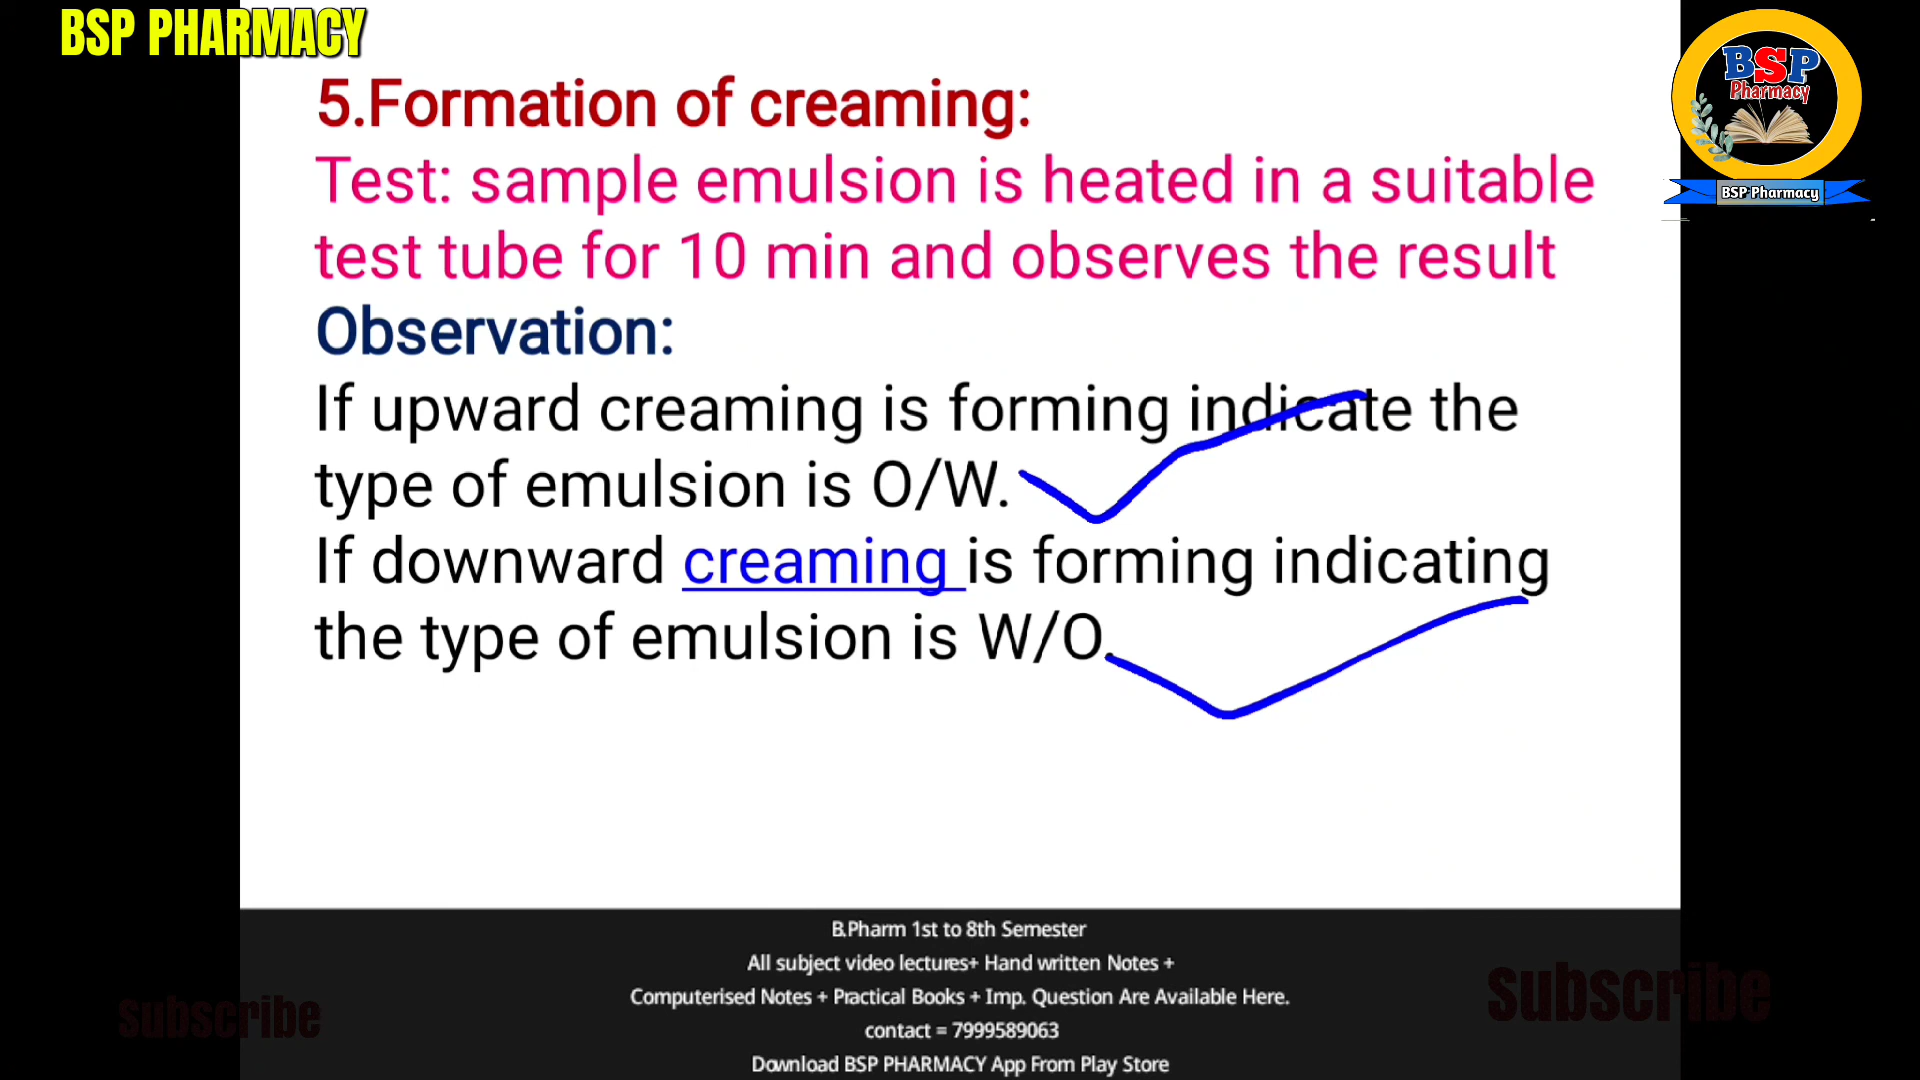 BSP PHARMACY
BSP
Pharmacy
BSP Pharmacy
5.Formation of creaming:
Test: sample emulsion is heated in a suitable
test tube for 10 min and observes the result
Observation:
If upward creaming is forming indicate the
type of emulsion is O/W.
If downward creaming is forming indicating
the type of emulsion is W/O.
B.Pharm 1st to 8th Semester
All subject video lectures+ Hand written Notes +
Computerised Notes + Practical Books + Imp. Question Are Available Here.
contact = 7999589063
Download BSP PHARMACY App From Play Store
Subscribe
Subscribe